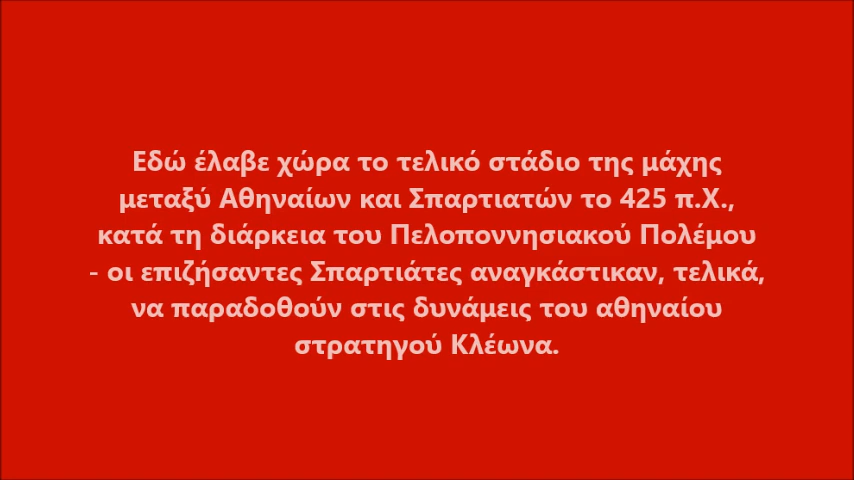 Εδώ έλαβε χώρα το τελικό στάδιο της μάχης
μεταξύ Αθηναίων και Σπαρτιατών το 425 π.Χ.,
κατά τη διάρκεια του Πελοποννησιακού Πολέμου
- οι επιζήσαντες Σπαρτιάτες αναγκάστικαν, τελικά,
να παραδοθούν στις δυνάμεις του αθηναίου
στρατηγού Κλέωνα.